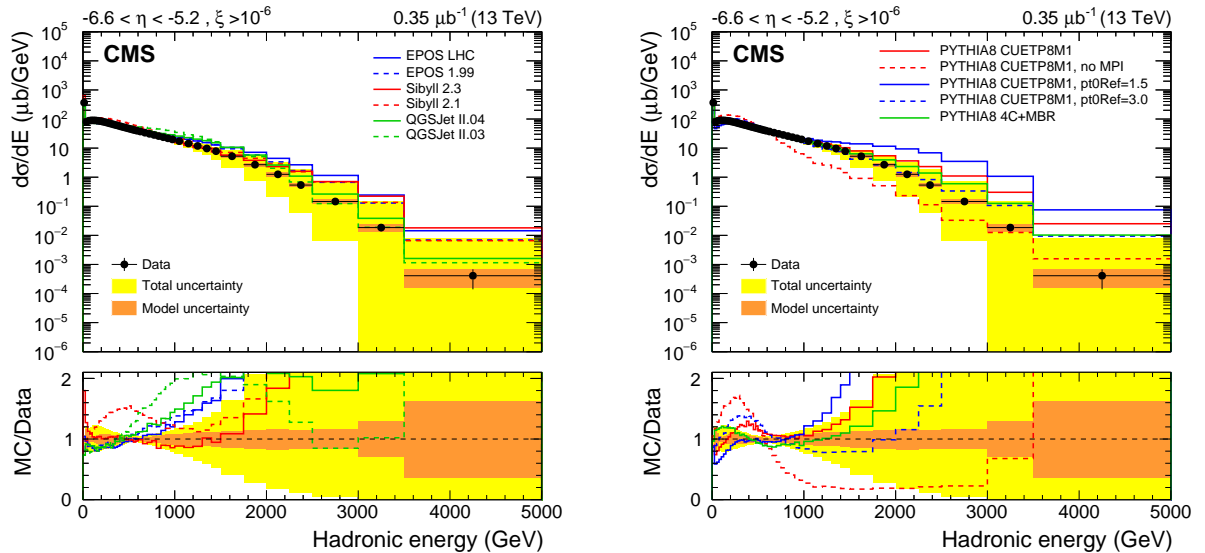 -6.6 < η < -5.2 , ξ >10⁻⁶ 0.35 μb⁻¹ (13 TeV)
CMS
EPOS LHC
EPOS 1.99
Sibyll 2.3
Sibyll 2.1
QGSJet II.04
QGSJet II.03
Data
Total uncertainty
Model uncertainty
dσ/dE (μb/GeV)
10⁵
10⁴
10³
10²
10
1
10⁻¹
10⁻²
10⁻³
10⁻⁴
10⁻⁵
10⁻⁶
MC/Data
2
1
0
0 1000 2000 3000 4000 5000
Hadronic energy (GeV)
-6.6 < η < -5.2 , ξ >10⁻⁶ 0.35 μb⁻¹ (13 TeV)
CMS
PYTHIA8 CUETP8M1
PYTHIA8 CUETP8M1, no MPI
PYTHIA8 CUETP8M1, pt0Ref=1.5
PYTHIA8 CUETP8M1, pt0Ref=3.0
PYTHIA8 4C+MBR
Data
Total uncertainty
Model uncertainty
dσ/dE (μb/GeV)
10⁵
10⁴
10³
10²
10
1
10⁻¹
10⁻²
10⁻³
10⁻⁴
10⁻⁵
10⁻⁶
MC/Data
2
1
0
0 1000 2000 3000 4000 5000
Hadronic energy (GeV)